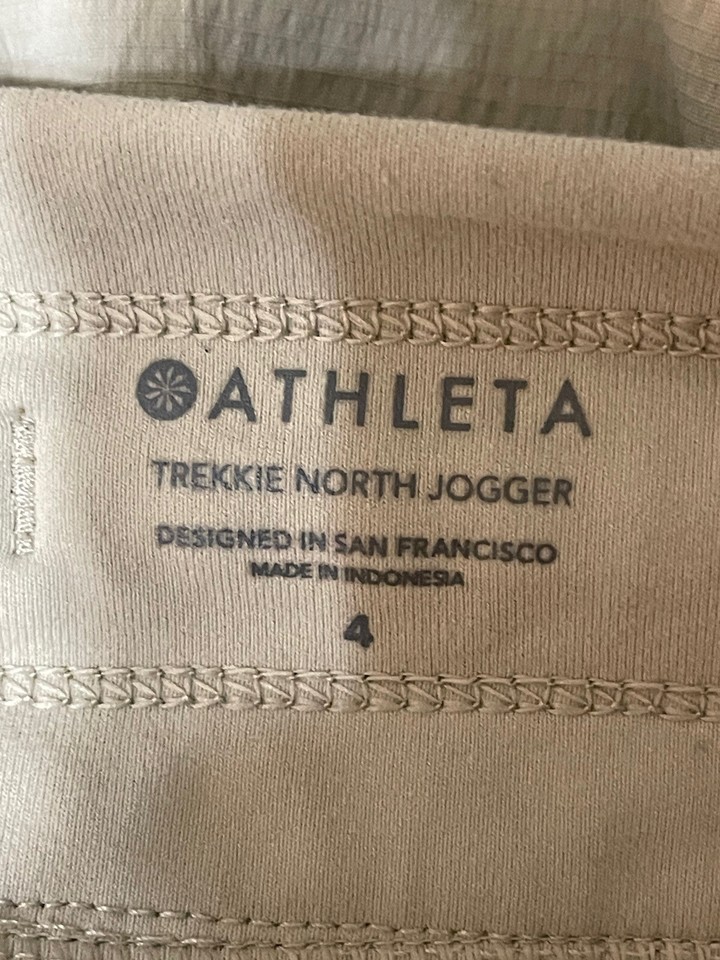 ATHLETA
TREKKIE NORTH JOGGER
DESIGNED IN SAN FRANCISCO
MADE IN INDONESIA
4